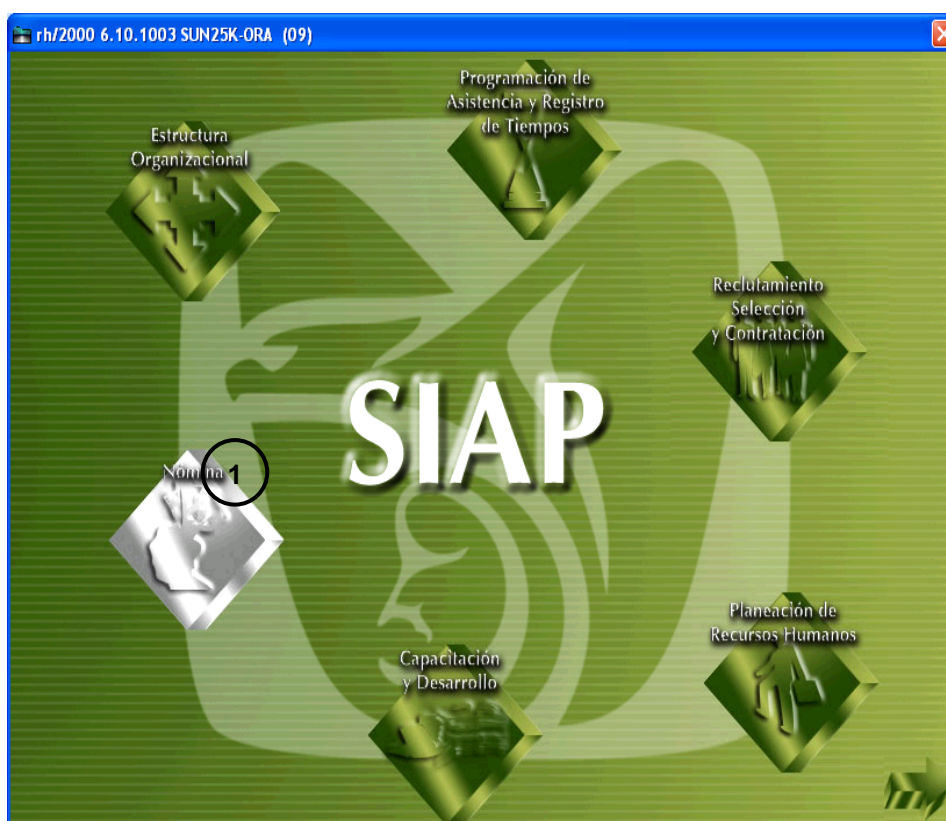 rh/2000 6.10.1003 SUN25K-ORA (09)
Programación de
Asistencia y Registro
de Tiempos
Estructura
Organizacional
Reclutamiento
Selección
y Contratación
SIAP
Nómina
1
Planeación de
Recursos Humanos
Capacitación
y Desarrollo